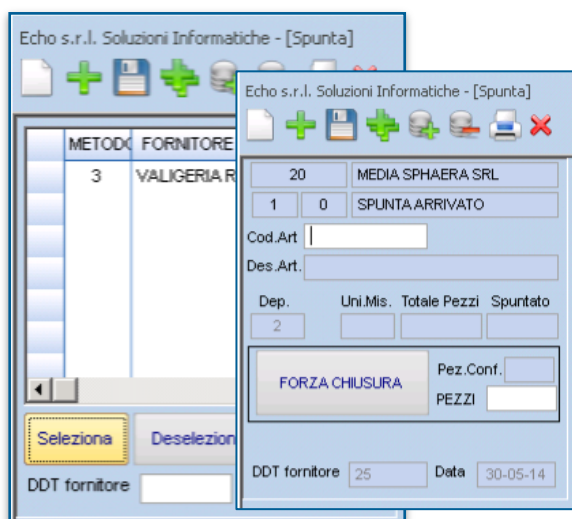 Echo s.r.l. Soluzioni Informatiche - [Spunta]
METODO FORNITORE
3 VALIGERIA R
Seleziona Deselezion
DDT fornitore
Echo s.r.l. Soluzioni Informatiche - [Spunta]
20 MEDIA SPHAERA SRL
1 0 SPUNTA ARRIVATO
Cod.Art
Des.Art.
Dep. Uni.Mis. Totale Pezzi Spuntato
2
FORZA CHIUSURA Pez.Conf.
PEZZI
DDT fornitore 25 Data 30-05-14